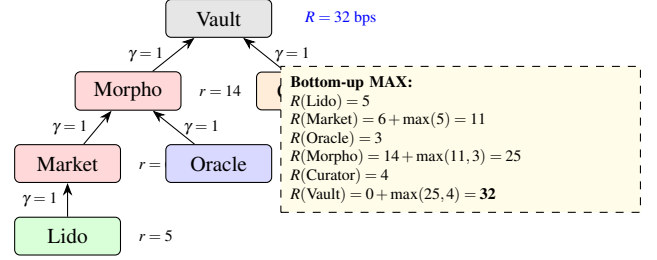 Vault
R = 32 bps
γ = 1
γ = 1
Morpho
r = 14
Bottom-up MAX:
R(Lido) = 5
R(Market) = 6 + max(5) = 11
R(Oracle) = 3
R(Morpho) = 14 + max(11, 3) = 25
R(Curator) = 4
R(Vault) = 0 + max(25, 4) = 32
γ = 1
γ = 1
Market
r =
Oracle
γ = 1
Lido
r = 5